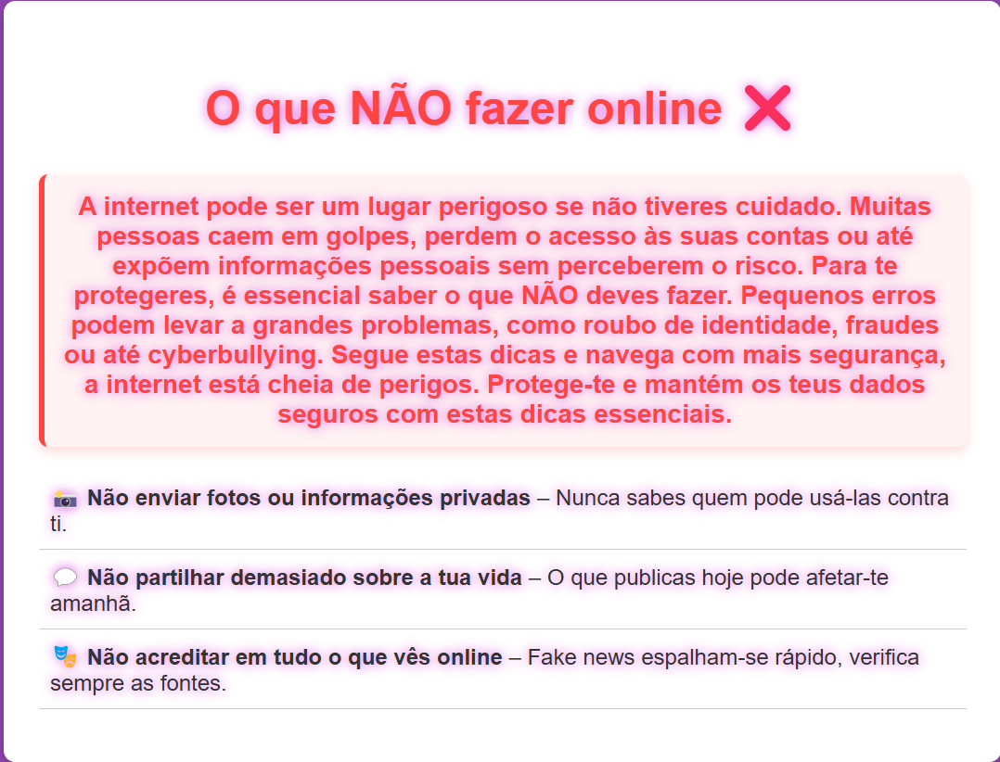 O que NÃO fazer online ❌
A internet pode ser um lugar perigoso se não tiveres cuidado. Muitas
pessoas caem em golpes, perdem o acesso às suas contas ou até
expõem informações pessoais sem perceberem o risco. Para te
protegeres, é essencial saber o que NÃO deves fazer. Pequenos erros
podem levar a grandes problemas, como roubo de identidade, fraudes
ou até cyberbullying. Segue estas dicas e navega com mais segurança,
a internet está cheia de perigos. Protege-te e mantém os teus dados
seguros com estas dicas essenciais.
📸 Não enviar fotos ou informações privadas – Nunca sabes quem pode usá-las contra
ti.
💬 Não partilhar demasiado sobre a tua vida – O que publicas hoje pode afetar-te
amanhã.
🎭 Não acreditar em tudo o que vês online – Fake news espalham-se rápido, verifica
sempre as fontes.